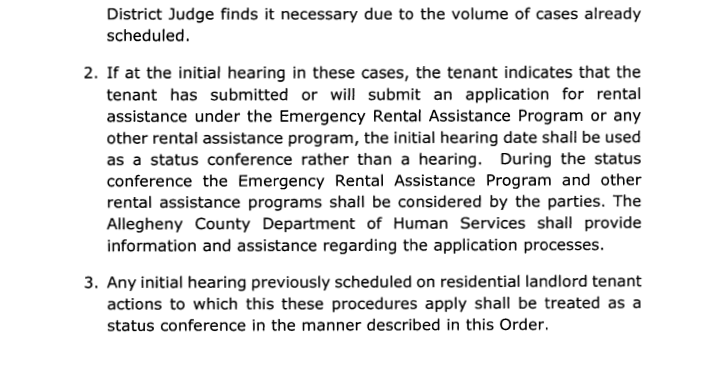 District Judge finds it necessary due to the volume of cases already
scheduled.
2. If at the initial hearing in these cases, the tenant indicates that the
tenant has submitted or will submit an application for rental
assistance under the Emergency Rental Assistance Program or any
other rental assistance program, the initial hearing date shall be used
as a status conference rather than a hearing. During the status
conference the Emergency Rental Assistance Program and other
rental assistance programs shall be considered by the parties. The
Allegheny County Department of Human Services shall provide
information and assistance regarding the application processes.
3. Any initial hearing previously scheduled on residential landlord tenant
actions to which this these procedures apply shall be treated as a
status conference in the manner described in this Order.